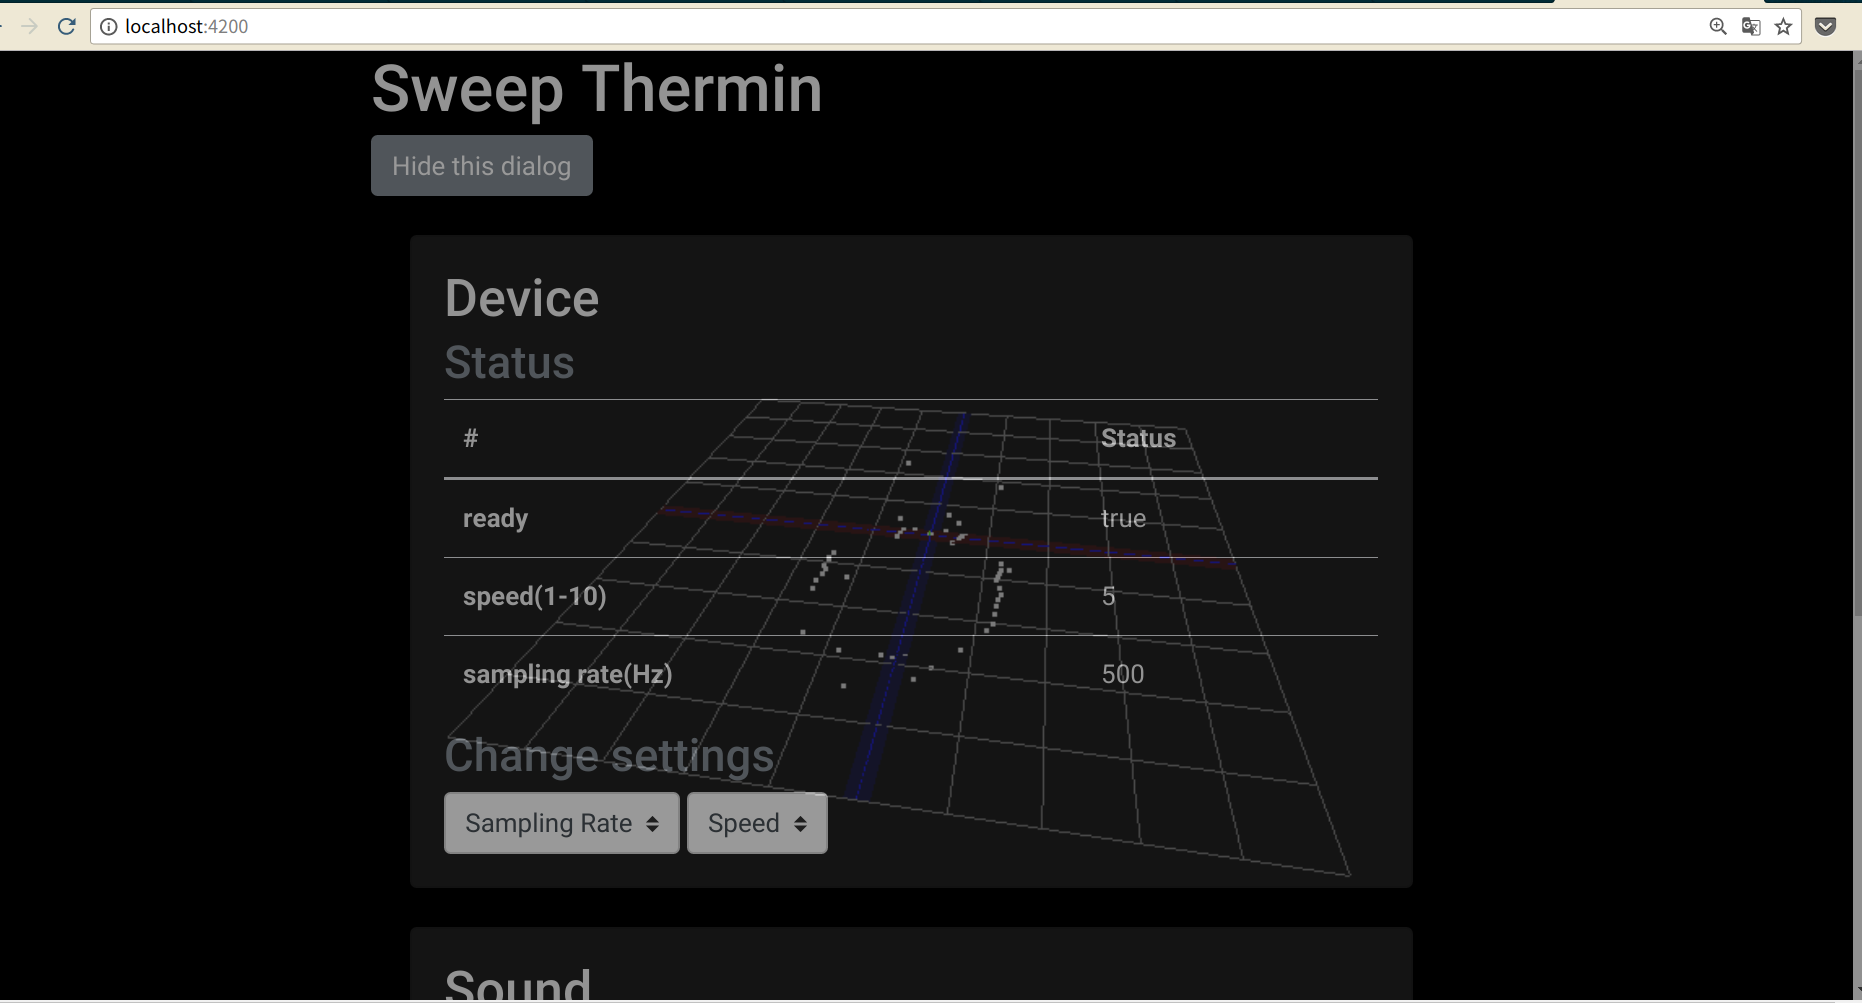 localhost:4200
Sweep Thermin
Hide this dialog
Device
Status
# Status
ready true
speed(1-10) 5
sampling rate(Hz) 500
Change settings
Sampling Rate Speed
Sound